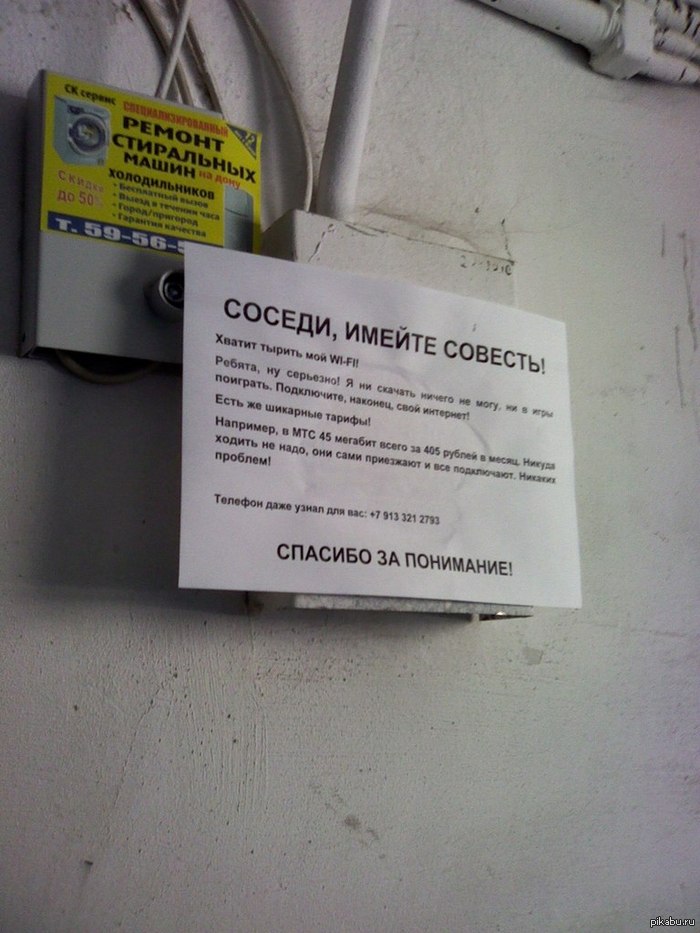 СК сервис
СПЕЦИАЛИЗИРОВАННЫЙ
РЕМОНТ
СТИРАЛЬНЫХ
МАШИН на дому
ХОЛОДИЛЬНИКОВ
СКИДКИ
до 50%
• Бесплатный вызов
• Выезд в течении часа
• Город/пригород
• Гарантия качества
т. 59-56-
СОСЕДИ, ИМЕЙТЕ СОВЕСТЬ!
Хватит тырить мой WI-FI!
Ребята, ну серьезно! Я ни скачать ничего не могу, ни в игры
поиграть. Подключите, наконец, свой интернет!
Есть же шикарные тарифы!
Например, в МТС 45 мегабит всего за 405 рублей в месяц. Никуда
ходить не надо, они сами приезжают и все подключают. Никаких
проблем!
Телефон даже узнал для вас: +7 913 321 2793
СПАСИБО ЗА ПОНИМАНИЕ!
pikabu.ru